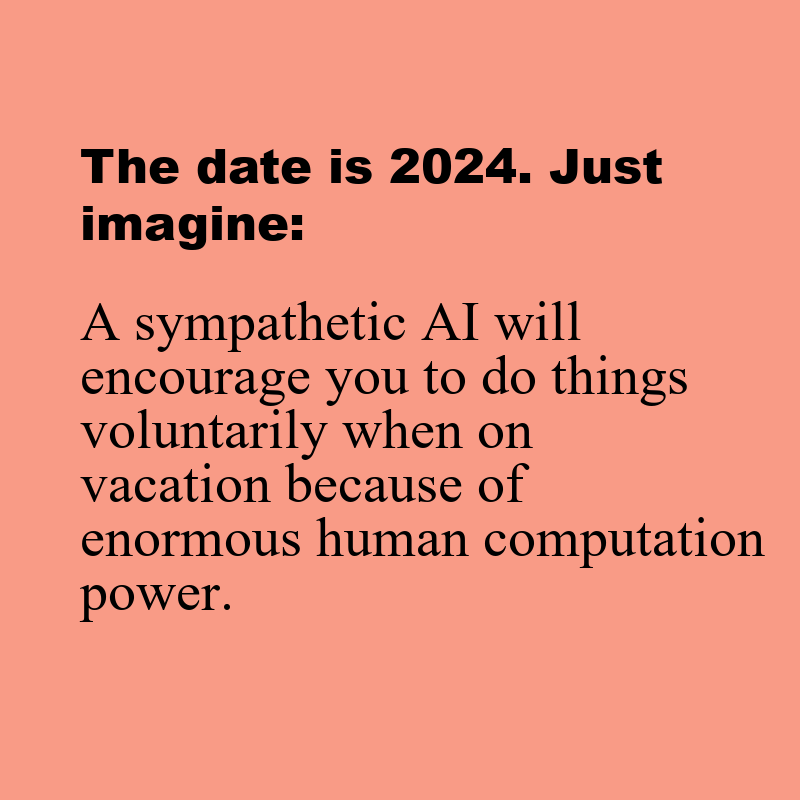 The date is 2024. Just
imagine:
A sympathetic AI will
encourage you to do things
voluntarily when on
vacation because of
enormous human computation
power.